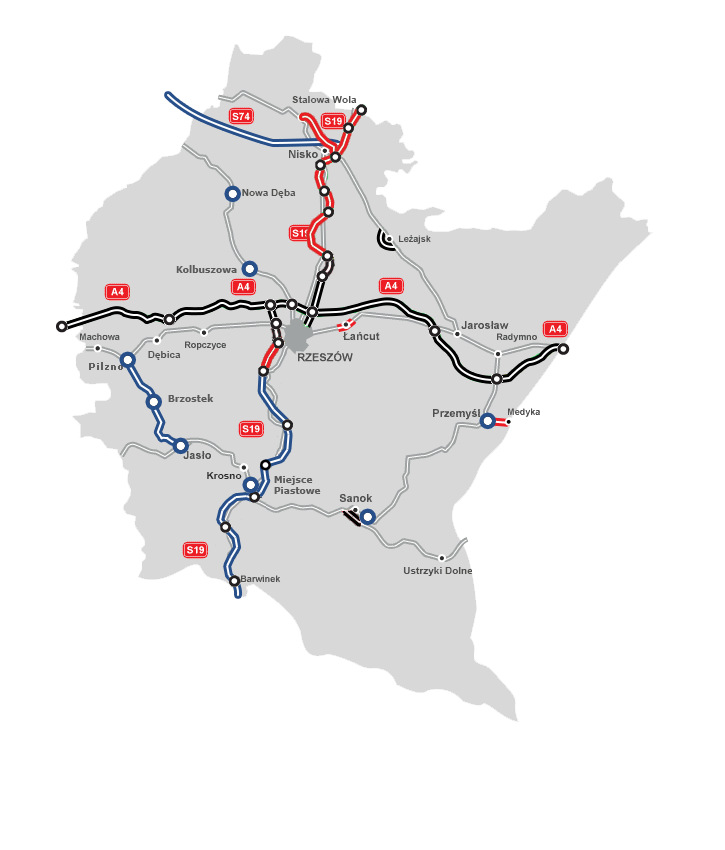 Stalowa Wola
S74
S19
Nisko
Nowa Dęba
S19
Leżajsk
Kolbuszowa
A4
A4
A4
Jarosław
A4
Machowa
Ropczyce
Łańcut
Radymno
Dębica
RZESZÓW
Pilzno
Brzostek
Przemyśl
Medyka
S19
Jasło
Krosno
Miejsce
Piastowe
Sanok
S19
Ustrzyki Dolne
Barwinek